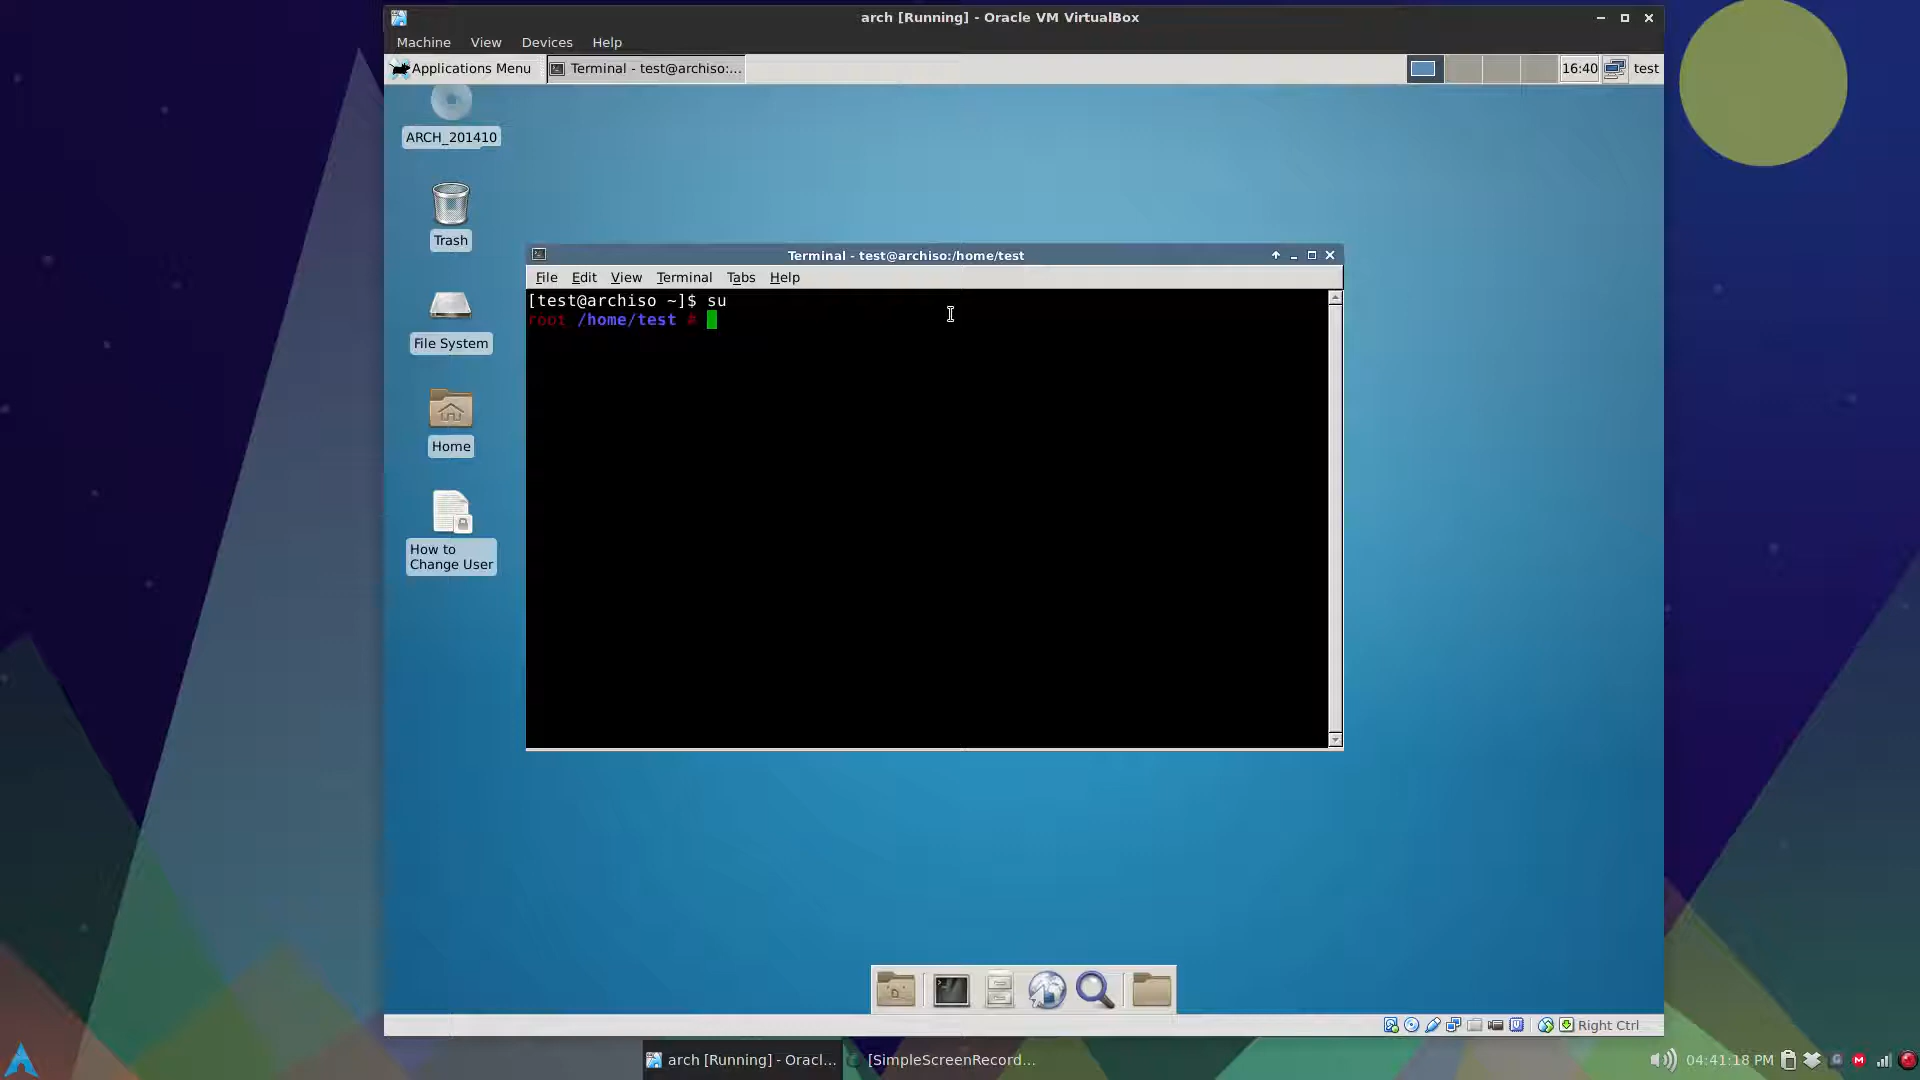 arch [Running] - Oracle VM VirtualBox
Machine View Devices Help
Applications Menu
Terminal - test@archiso:...
16:40
test
ARCH_201410
Trash
File System
Home
How to
Change User
Terminal - test@archiso:/home/test
File Edit View Terminal Tabs Help
[test@archiso ~]$ su
root /home/test #
Right Ctrl
arch [Running] - Oracl...
[SimpleScreenRecord...
04:41:18 PM